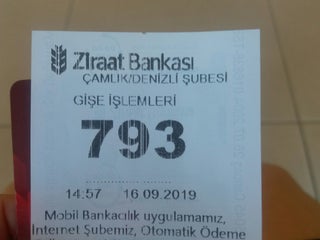 Ziraat Bankası
ÇAMLIK/DENİZLİ ŞUBESİ
GİŞE İŞLEMLERİ
793
14:57 16.09.2019
Mobil Bankacılık uygulamamız,
İnternet Şubemiz, Otomatik Ödeme